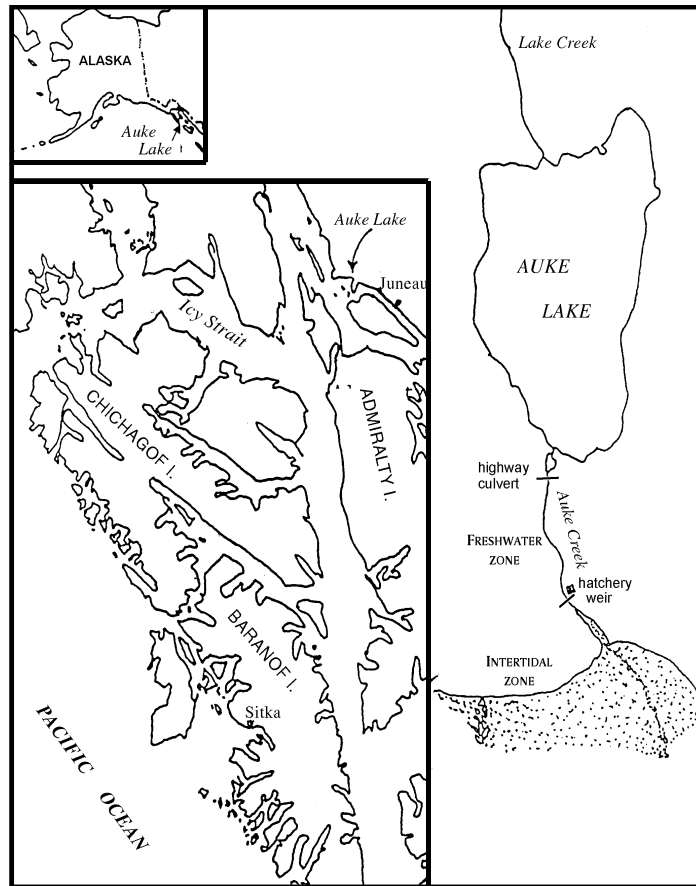 ALASKA
Auke
Lake
Auke Lake
Juneau
Icy Strait
CHICHAGOF I.
ADMIRALTY I.
BARANOF I.
Sitka
PACIFIC OCEAN
Lake Creek
AUKE
LAKE
highway
culvert
Auke Creek
FRESHWATER
ZONE
hatchery
weir
INTERTIDAL
ZONE